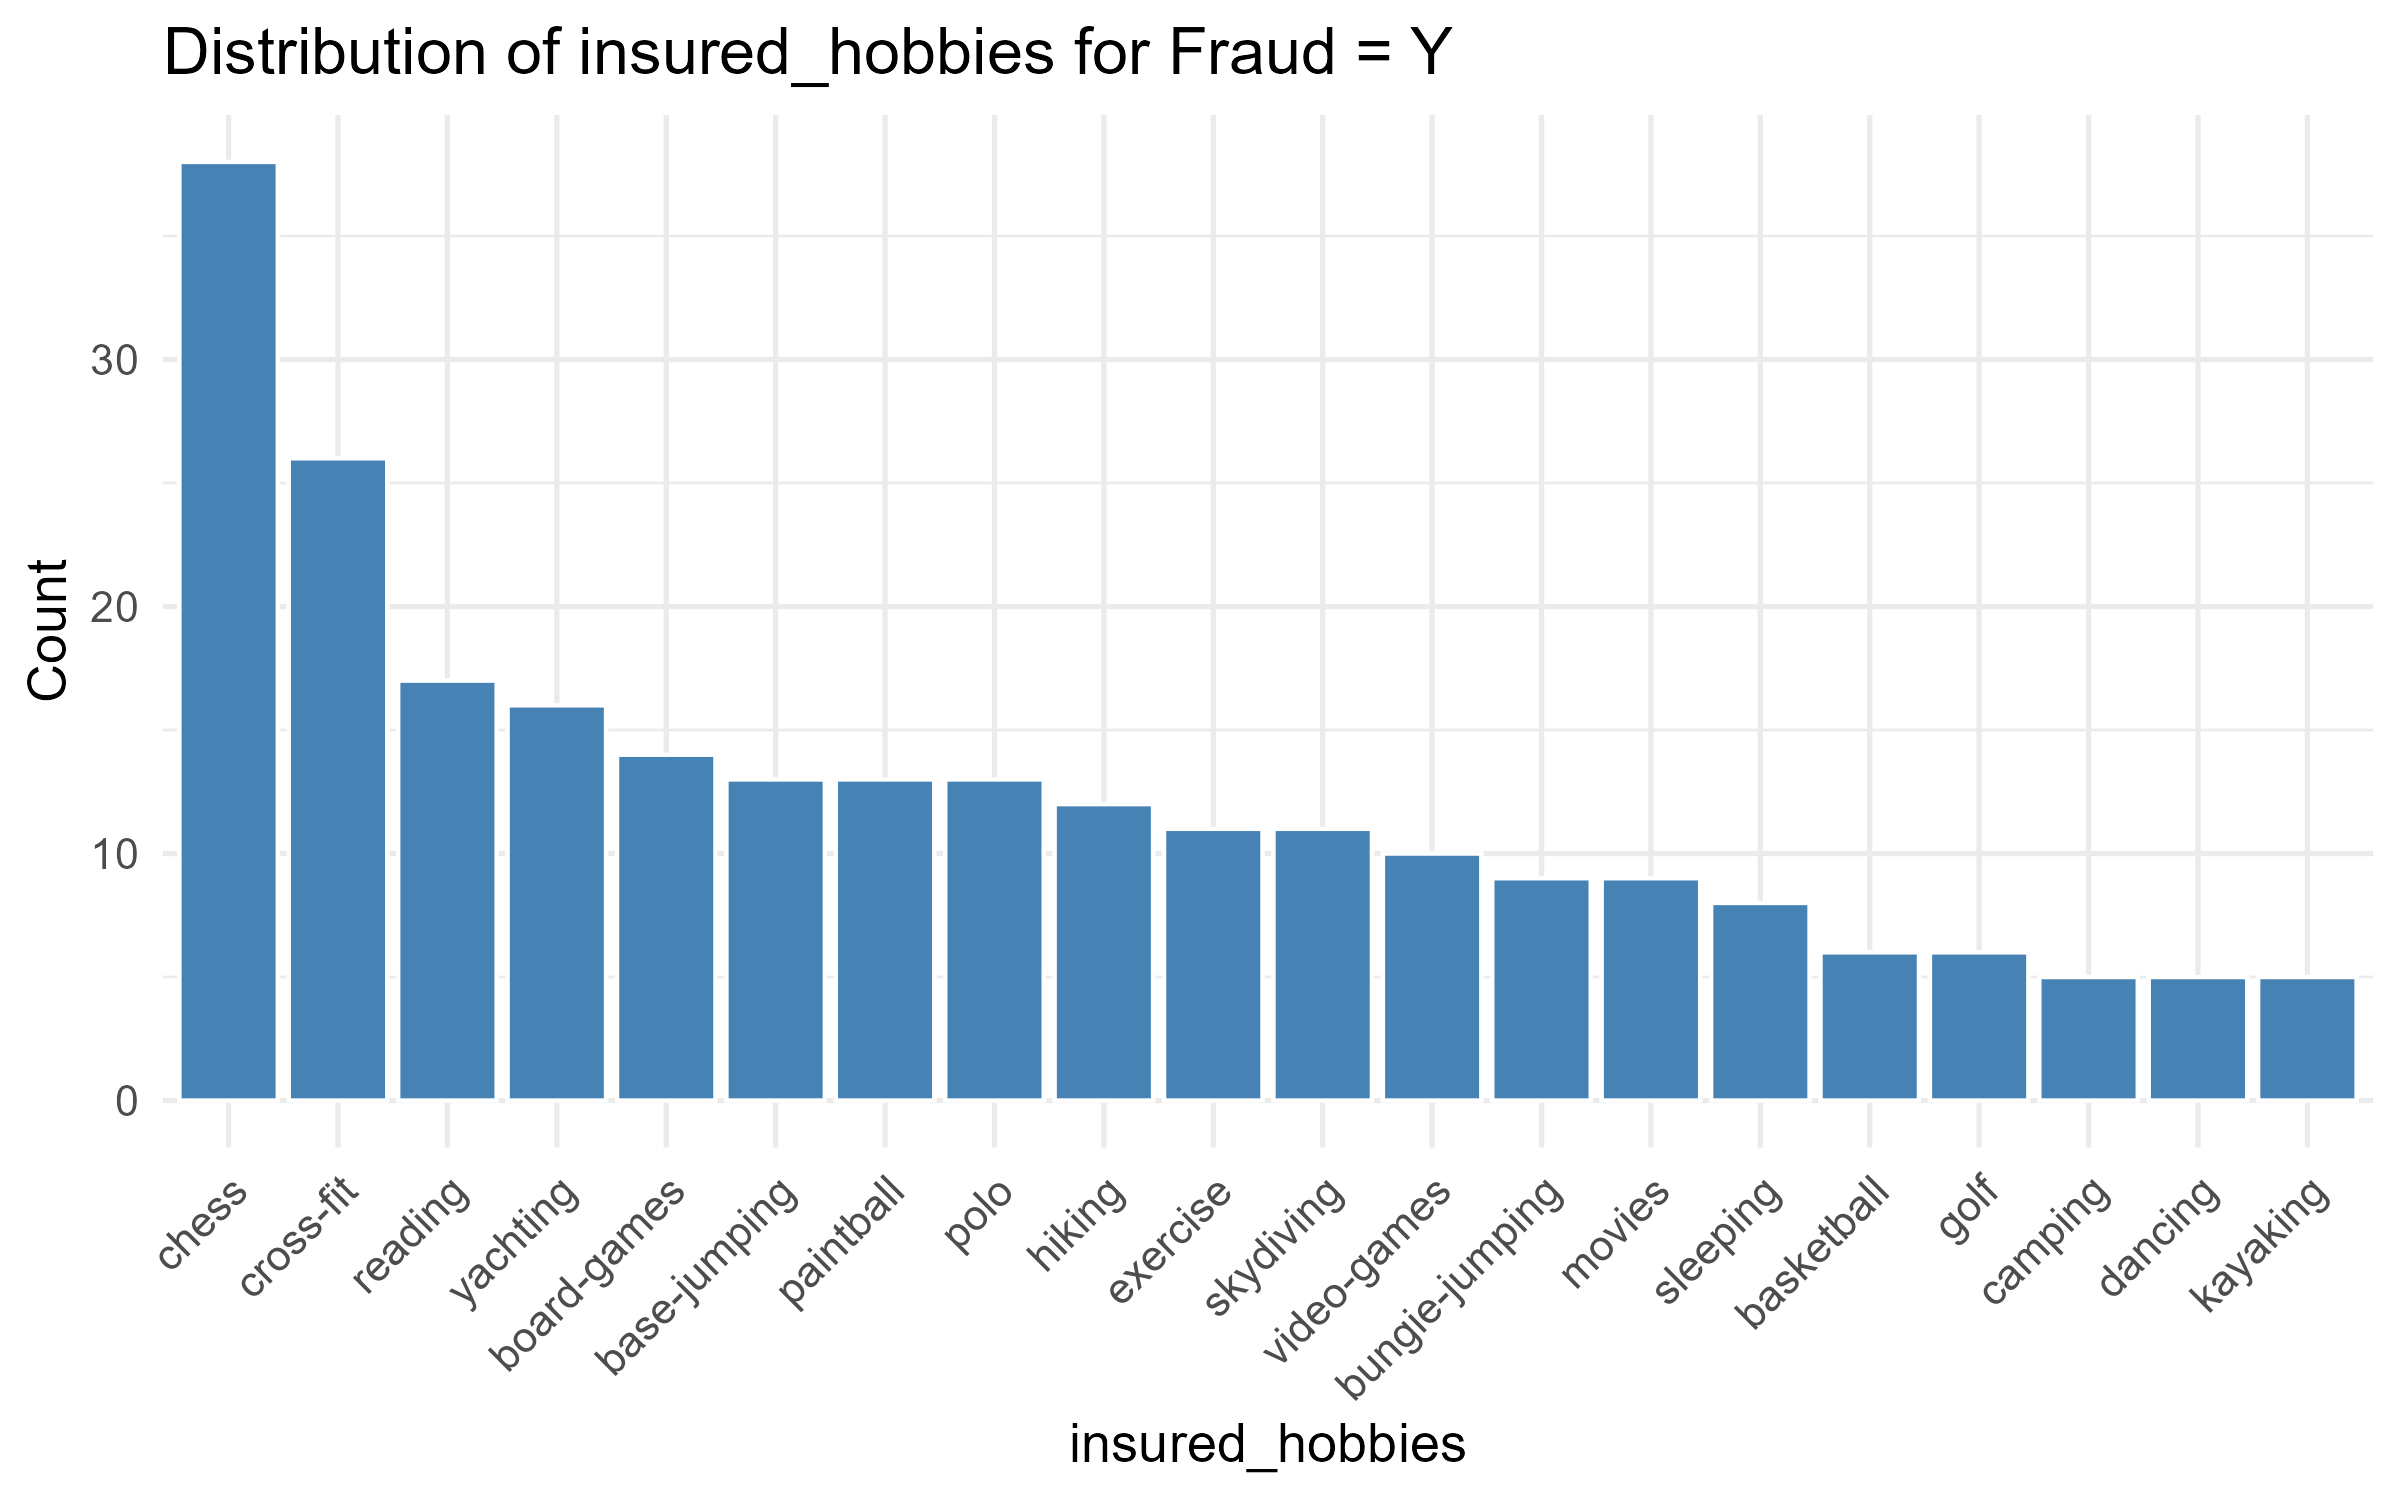 Distribution of insured_hobbies for Fraud = Y
Count
30
20
10
0
chess
cross-fit
reading
yachting
board-games
base-jumping
paintball
polo
hiking
exercise
skydiving
video-games
bungie-jumping
movies
sleeping
basketball
golf
camping
dancing
kayaking
insured_hobbies